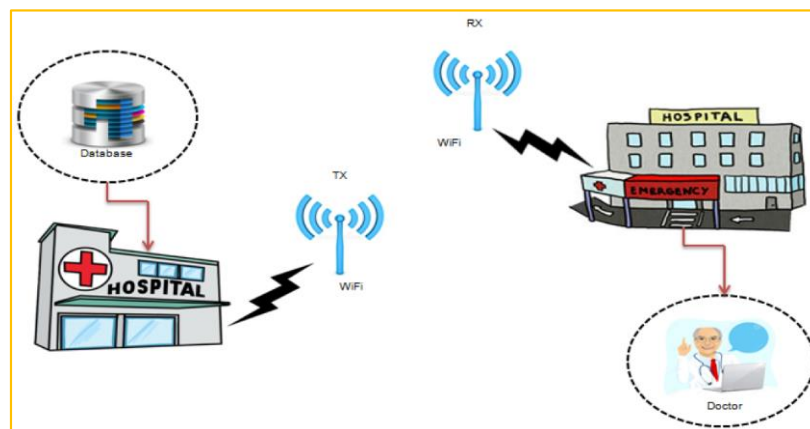 RX
Database
WiFi
HOSPITAL
EMERGENCY
TX
HOSPITAL
WiFi
Doctor